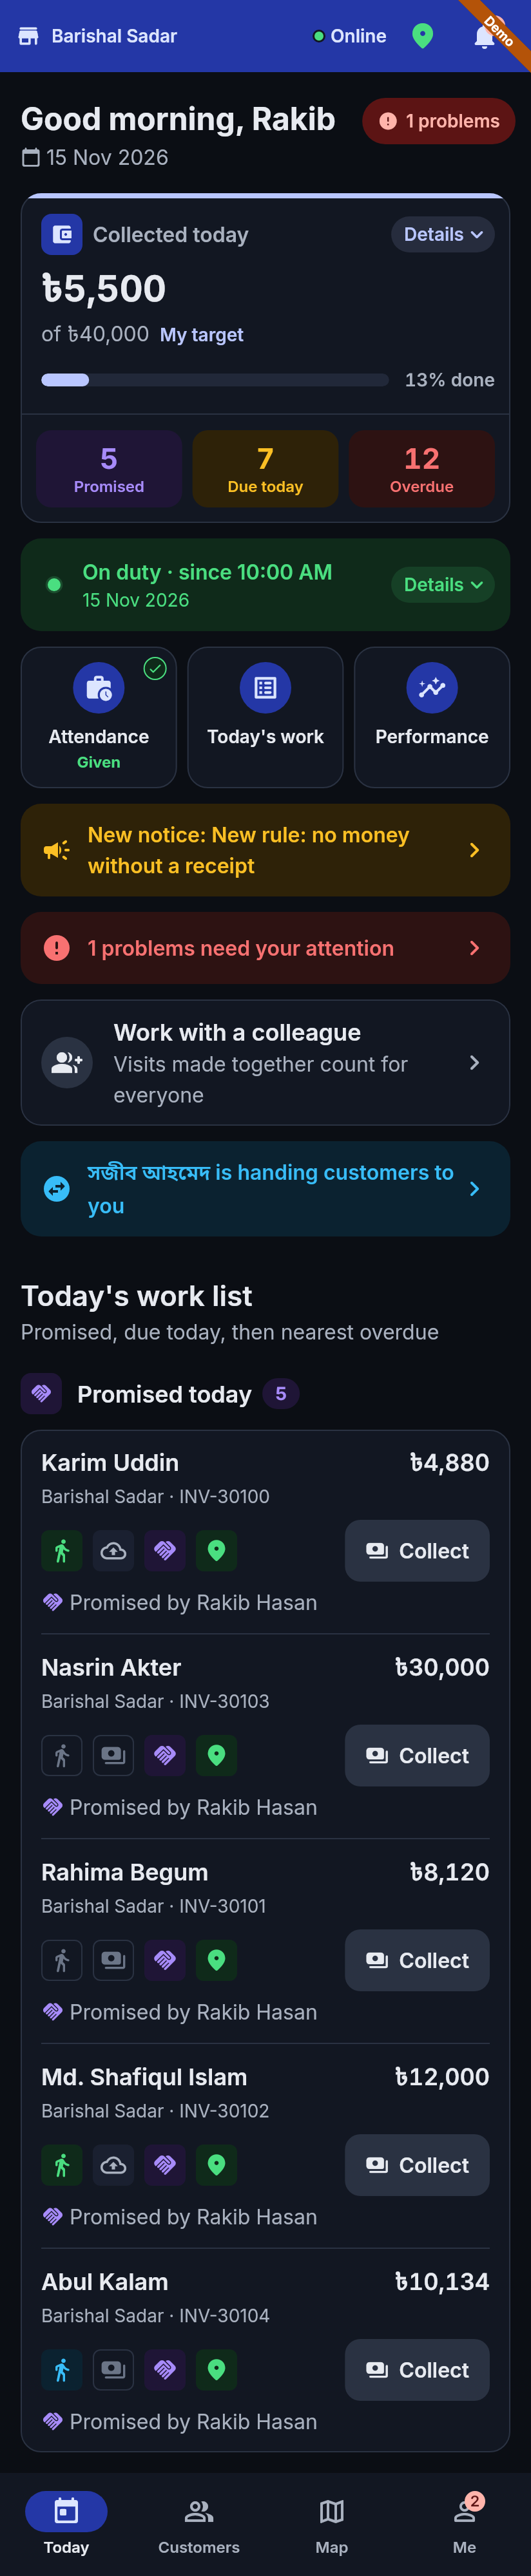 Barishal Sadar
Online
Demo
Good morning, Rakib
1 problems
15 Nov 2026
Collected today
Details
৳5,500
of ৳40,000 My target
13% done
5
Promised
7
Due today
12
Overdue
On duty · since 10:00 AM
15 Nov 2026
Details
Attendance
Given
Today's work
Performance
New notice: New rule: no money
without a receipt
1 problems need your attention
Work with a colleague
Visits made together count for
everyone
সজীব আহমেদ is handing customers to
you
Today's work list
Promised, due today, then nearest overdue
Promised today 5
Karim Uddin ৳4,880
Barishal Sadar · INV-30100
Collect
Promised by Rakib Hasan
Nasrin Akter ৳30,000
Barishal Sadar · INV-30103
Collect
Promised by Rakib Hasan
Rahima Begum ৳8,120
Barishal Sadar · INV-30101
Collect
Promised by Rakib Hasan
Md. Shafiqul Islam ৳12,000
Barishal Sadar · INV-30102
Collect
Promised by Rakib Hasan
Abul Kalam ৳10,134
Barishal Sadar · INV-30104
Collect
Promised by Rakib Hasan
Today
Customers
Map
2
Me